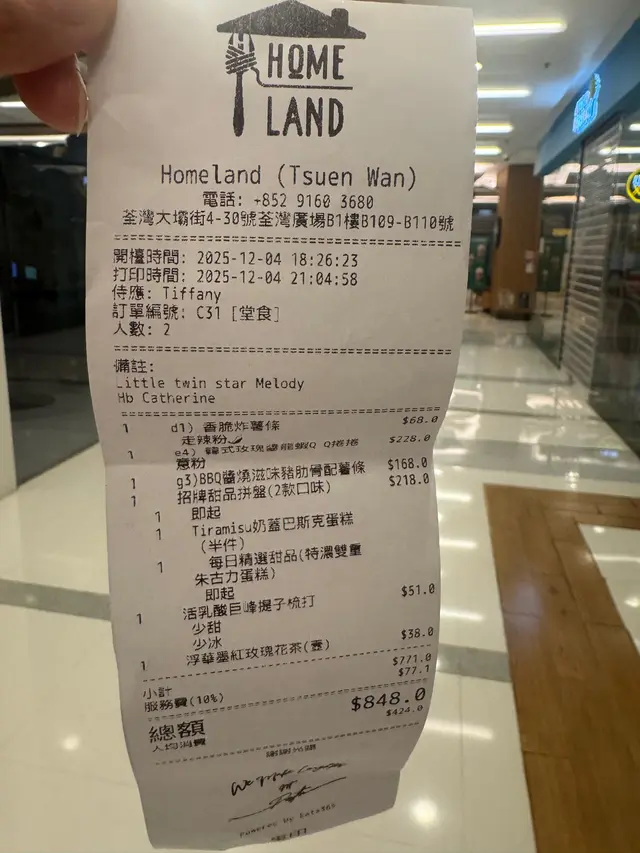 HOME
LAND
Homeland (Tsuen Wan)
電話: +852 9160 3680
荃灣大壩街4-30號荃灣廣場B1樓B109-B110號
開檯時間: 2025-12-04 18:26:23
打印時間: 2025-12-04 21:04:58
侍應: Tiffany
訂單編號: C31 [堂食]
人數: 2
備註:
Little twin star Melody
Hb Catherine
1 d1) 香脆炸薯條 $68.0
走辣粉
1 e4) 韓式玫瑰醬龍蝦Q Q捲捲 $228.0
意粉
1 g3)BBQ醬燒滋味豬肋骨配薯條 $168.0
1 招牌甜品拼盤(2款口味) $218.0
即起
1 Tiramisu奶蓋巴斯克蛋糕
(半件)
1 每日精選甜品(特濃雙重
朱古力蛋糕)
即起
1 活乳酸巨峰提子梳打 $51.0
少甜
少冰
1 浮華墨紅玫瑰花茶(壹) $38.0
小計 $771.0
服務費(10%) $77.1
總額 $848.0
人均消費 $424.0
Powered by Eats365